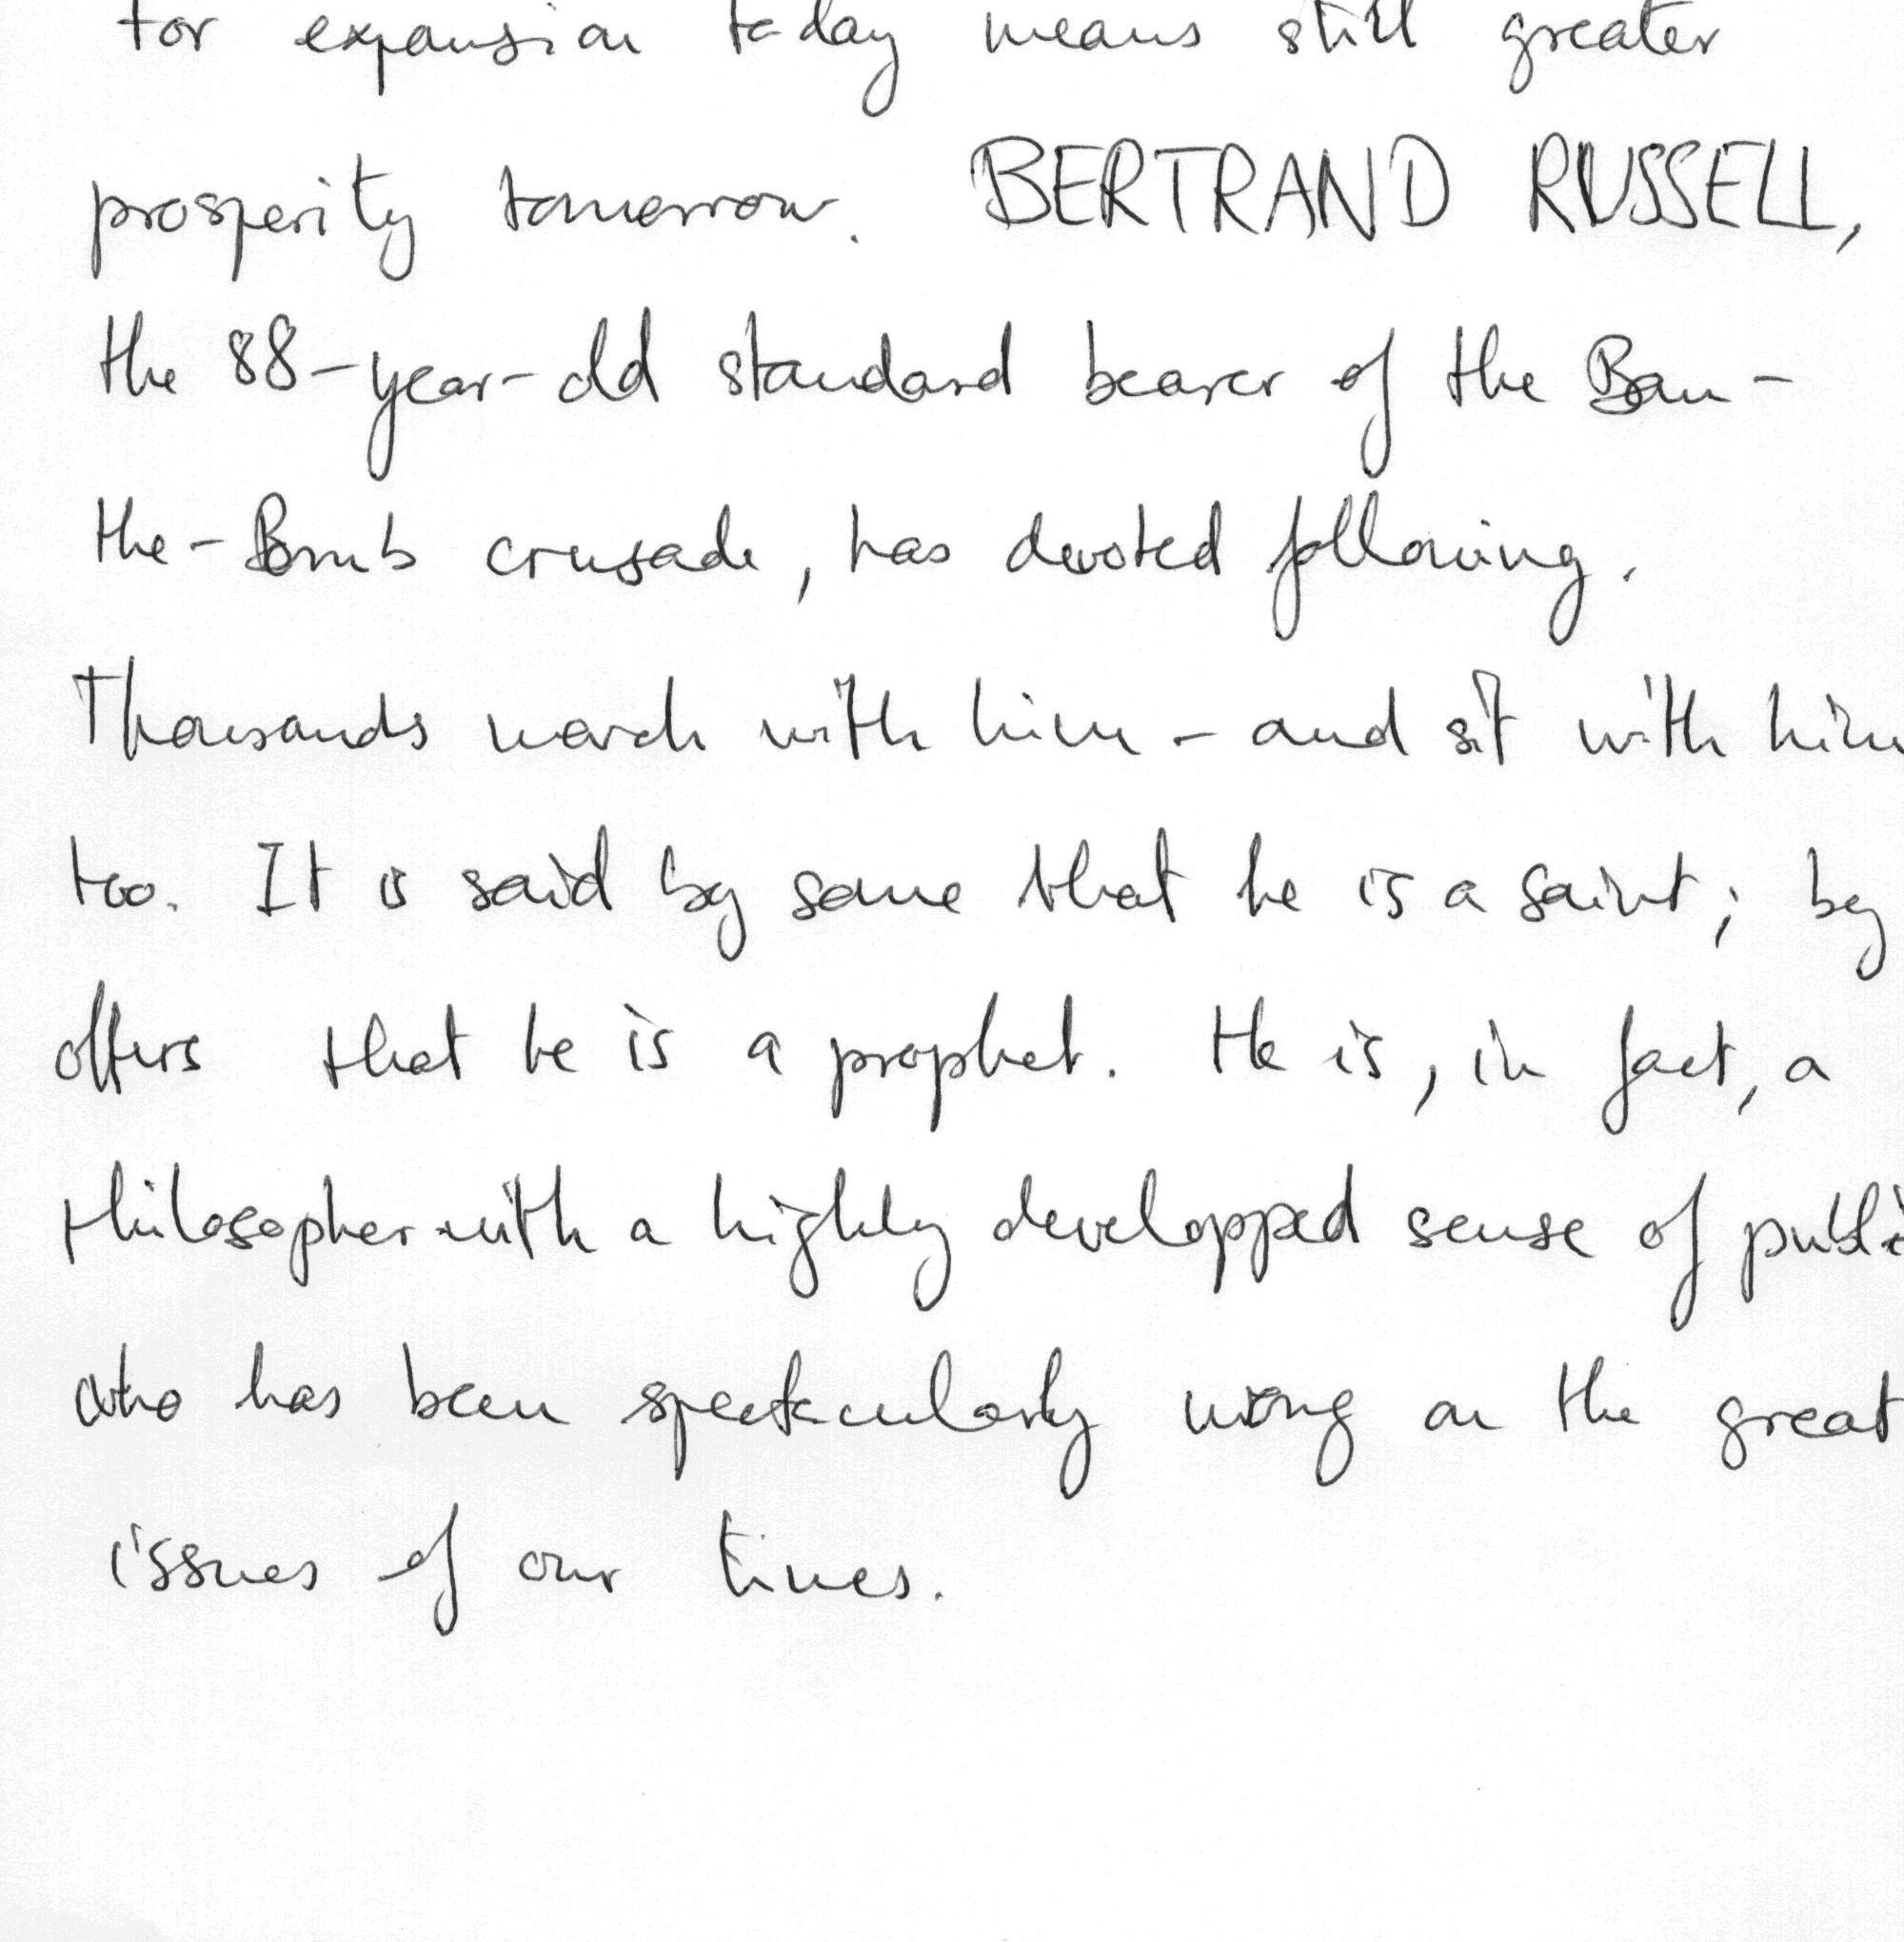 For expansion today means still greater
prosperity tomorrow. BERTRAND RUSSELL,
the 88-year-old standard bearer of the Ban-
the-Bomb crusade, has devoted following.
Thousands march with him - and sit with him
too. It is said by some that he is a saint; by
others that he is a prophet. He is, in fact, a
philosopher with a highly developped sense of publi
who has been spectacularly wrong on the great
issues of our times.